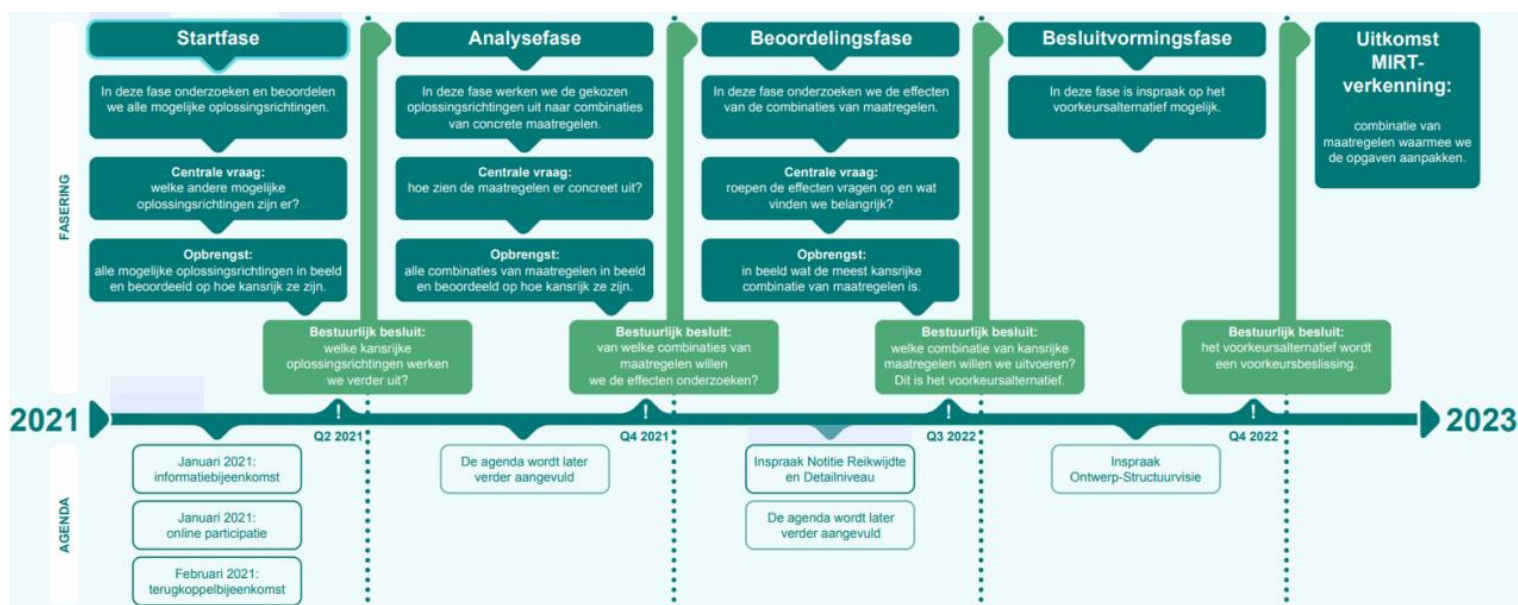 Startfase
In deze fase onderzoeken en beoordelen
we alle mogelijke oplossingsrichtingen.
Centrale vraag:
welke andere mogelijke
oplossingsrichtingen zijn er?
Opbrengst:
alle mogelijke oplossingsrichtingen in beeld
en beoordeeld op hoe kansrijk ze zijn.
Bestuurlijk besluit:
welke kansrijke
oplossingsrichtingen werken
we verder uit?
Analysefase
In deze fase werken we de gekozen
oplossingsrichtingen uit naar combinaties
van concrete maatregelen.
Centrale vraag:
hoe zien de maatregelen er concreet uit?
Opbrengst:
alle combinaties van maatregelen in beeld
en beoordeeld op hoe kansrijk ze zijn.
Bestuurlijk besluit:
van welke combinaties van
maatregelen willen
we de effecten onderzoeken?
Beoordelingsfase
In deze fase onderzoeken we de effecten
van de combinaties van maatregelen.
Centrale vraag:
roepen de effecten vragen op en wat
vinden we belangrijk?
Opbrengst:
in beeld wat de meest kansrijke
combinatie van maatregelen is.
Bestuurlijk besluit:
welke combinatie van kansrijke
maatregelen willen we uitvoeren?
Dit is het voorkeursalternatief.
Besluitvormingsfase
In deze fase is inspraak op het
voorkeursalternatief mogelijk.
Bestuurlijk besluit:
het voorkeursalternatief wordt
een voorkeursbeslissing.
Uitkomst
MIRT-
verkenning:
combinatie van
maatregelen waarmee we
de opgaven aanpakken.
FASERING
2021
!
!
!
!
2023
Q2 2021
Q4 2021
Q3 2022
Q4 2022
AGENDA
Januari 2021:
informatiebijeenkomst
Januari 2021:
online participatie
Februari 2021:
terugkoppelbijeenkomst
De agenda wordt later
verder aangevuld
Inspraak Notitie Reikwijdte
en Detailniveau
De agenda wordt later
verder aangevuld
Inspraak
Ontwerp-Structuurvisie